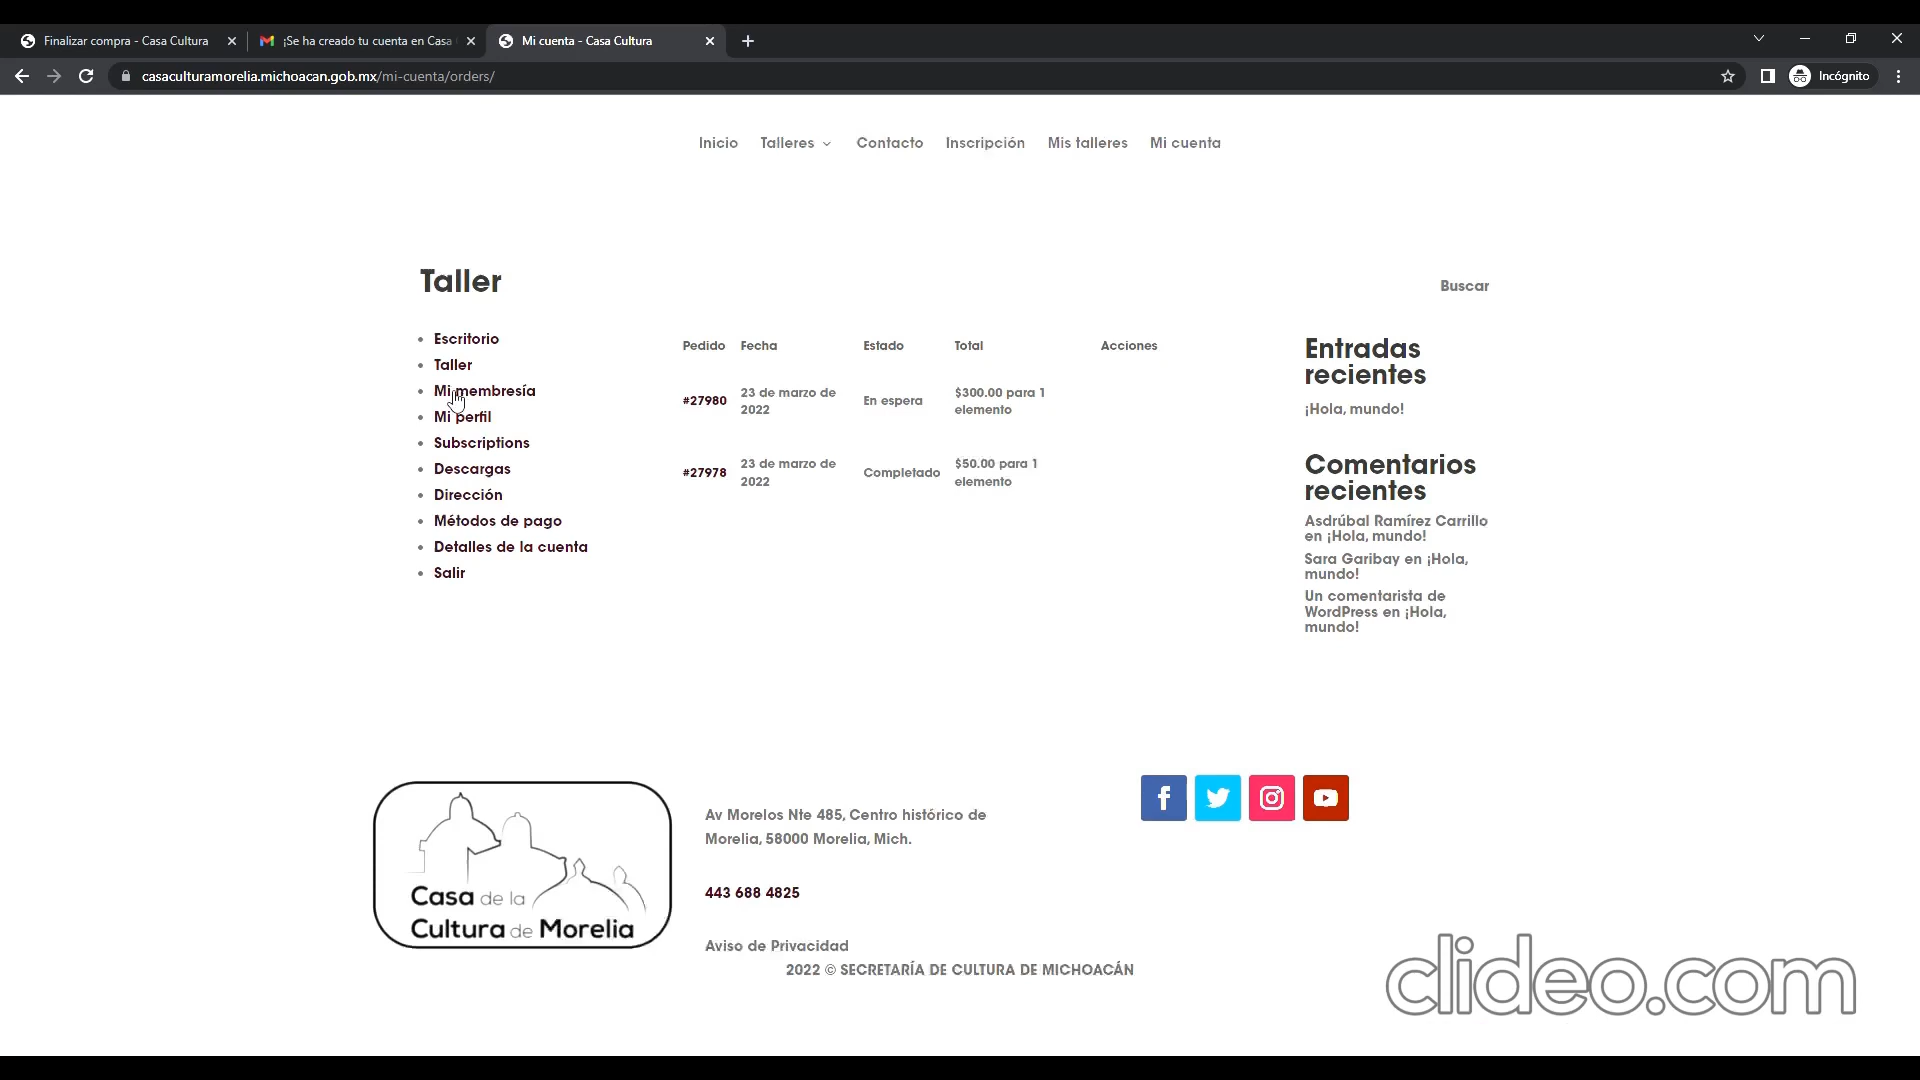 Finalizar compra - Casa Cultura
¡Se ha creado tu cuenta en Casa
Mi cuenta - Casa Cultura
casaculturamorelia.michoacan.gob.mx/mi-cuenta/orders/
Incógnito
Inicio
Talleres
Contacto
Inscripción
Mis talleres
Mi cuenta
Taller
Escritorio
Taller
Mi membresía
Mi perfil
Subscriptions
Descargas
Dirección
Métodos de pago
Detalles de la cuenta
Salir
Pedido Fecha Estado Total Acciones
#27980
23 de marzo de
2022
En espera
$300.00 para 1
elemento
#27978
23 de marzo de
2022
Completado
$50.00 para 1
elemento
Buscar
Entradas
recientes
¡Hola, mundo!
Comentarios
recientes
Asdrúbal Ramírez Carrillo
en ¡Hola, mundo!
Sara Garibay en ¡Hola,
mundo!
Un comentarista de
WordPress en ¡Hola,
mundo!
Casa de la
Cultura de Morelia
Av Morelos Nte 485, Centro histórico de
Morelia, 58000 Morelia, Mich.
443 688 4825
Aviso de Privacidad
2022 © SECRETARÍA DE CULTURA DE MICHOACÁN
clideo.com